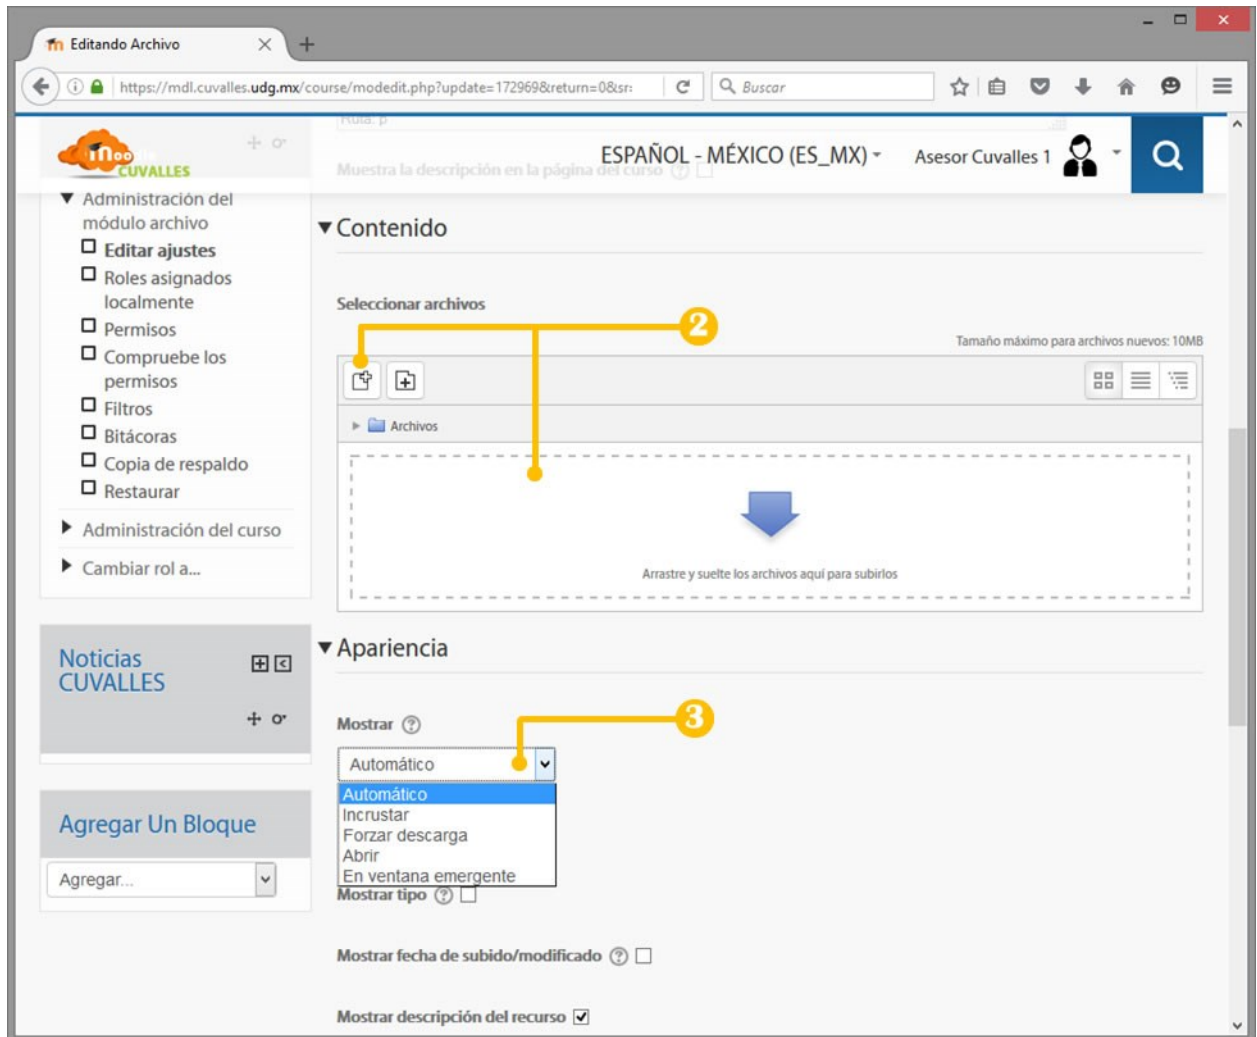 Editando Archivo
https://mdl.cuvalles.udg.mx/course/modedit.php?update=172969&return=0&sr:
Buscar
Ruta: p
moodle
CUVALLES
ESPAÑOL - MÉXICO (ES_MX)
Asesor Cuvalles 1
Muestra la descripción en la página del curso
Administración del
módulo archivo
Editar ajustes
Roles asignados
localmente
Permisos
Compruebe los
permisos
Filtros
Bitácoras
Copia de respaldo
Restaurar
Administración del curso
Cambiar rol a...
Noticias
CUVALLES
Agregar Un Bloque
Agregar...
Contenido
Seleccionar archivos
2
Tamaño máximo para archivos nuevos: 10MB
Archivos
Arrastre y suelte los archivos aquí para subirlos
Apariencia
Mostrar
3
Automático
Automático
Incrustar
Forzar descarga
Abrir
En ventana emergente
Mostrar tipo
Mostrar fecha de subido/modificado
Mostrar descripción del recurso